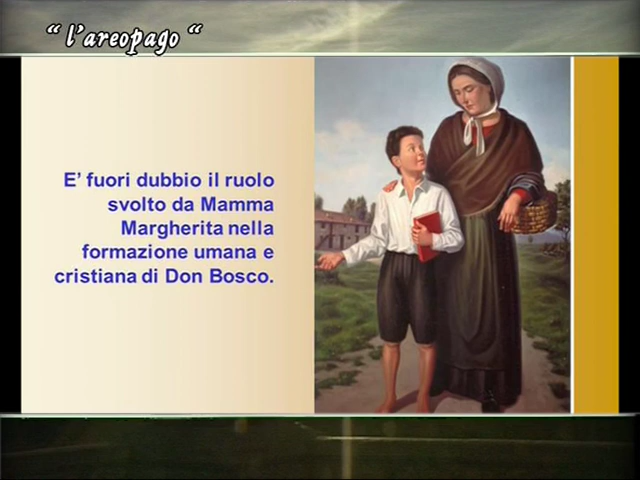 “ l’areopago “
E’ fuori dubbio il ruolo
svolto da Mamma
Margherita nella
formazione umana e
cristiana di Don Bosco.